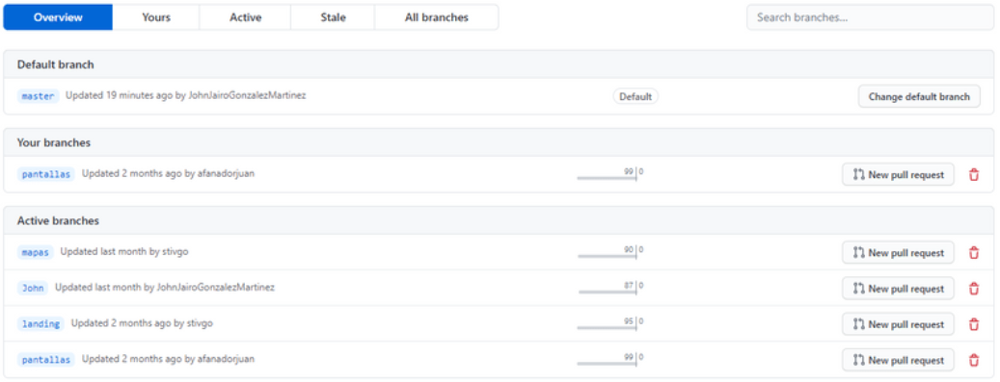 Overview Yours Active Stale All branches Search branches...
Default branch
master Updated 19 minutes ago by JohnJairoGonzalezMartinez Default Change default branch
Your branches
pantallas Updated 2 months ago by afanadorjuan 99 0 New pull request
Active branches
mapas Updated last month by stivgo 90 0 New pull request
John Updated last month by JohnJairoGonzalezMartinez 87 0 New pull request
landing Updated 2 months ago by stivgo 95 0 New pull request
pantallas Updated 2 months ago by afanadorjuan 99 0 New pull request